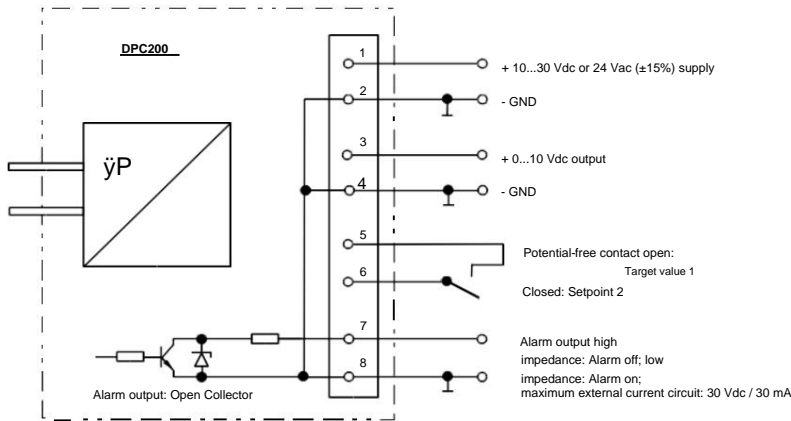 DPC200
ÿP
1
+ 10...30 Vdc or 24 Vac (±15%) supply
2
- GND
3
+ 0...10 Vdc output
4
- GND
5
Potential-free contact open:
Target value 1
6
Closed: Setpoint 2
7
Alarm output high
impedance: Alarm off; low
8
impedance: Alarm on;
maximum external current circuit: 30 Vdc / 30 mA
Alarm output: Open Collector